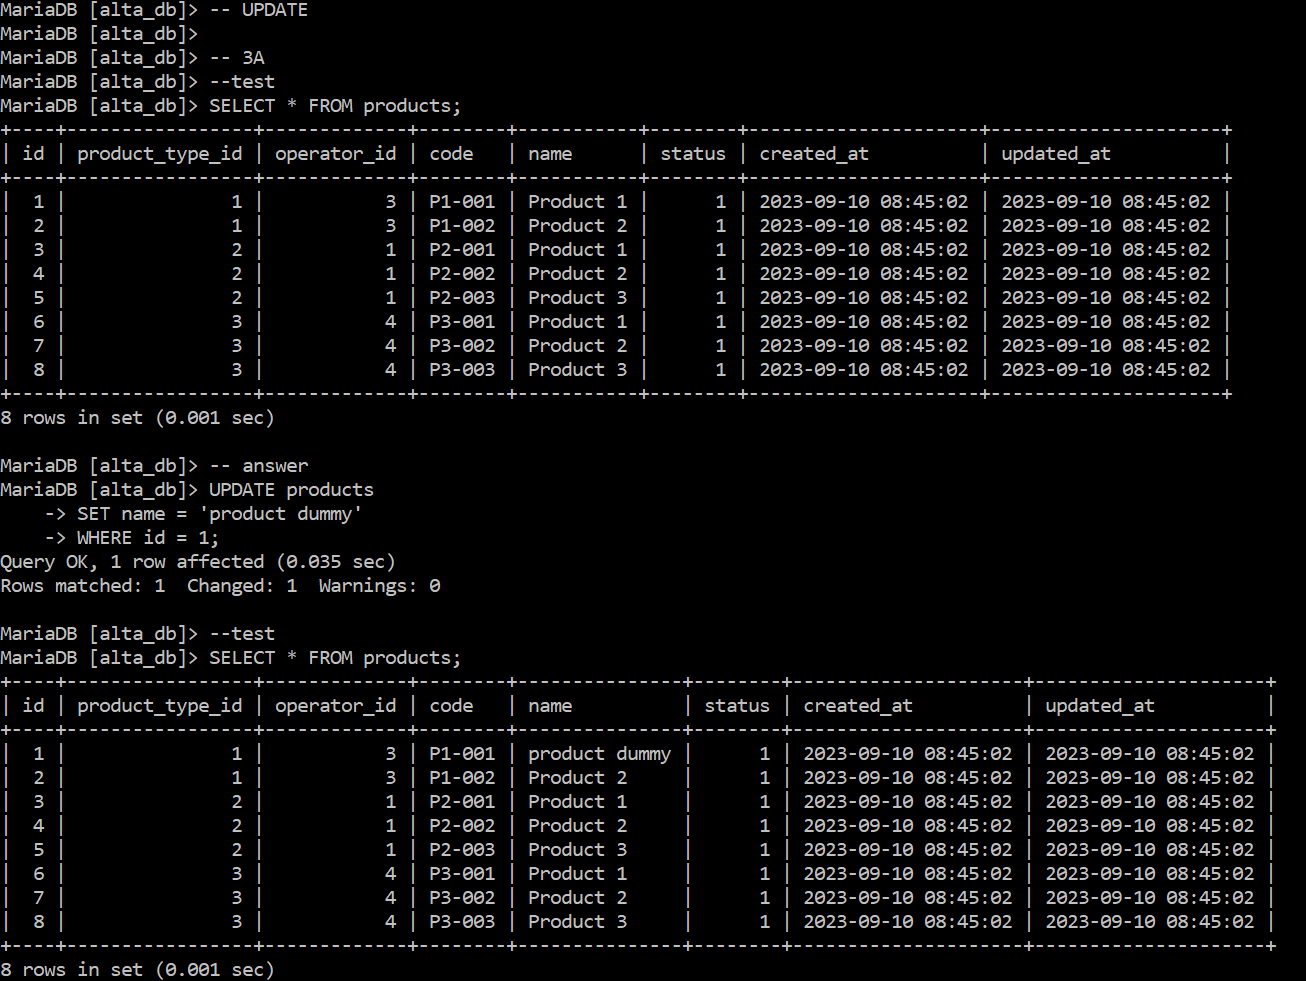 MariaDB [alta_db]> -- UPDATE
MariaDB [alta_db]>
MariaDB [alta_db]> -- 3A
MariaDB [alta_db]> --test
MariaDB [alta_db]> SELECT * FROM products;
+----+-----------------+-------------+--------+-----------+--------+---------------------+---------------------+
| id | product_type_id | operator_id | code   | name      | status | created_at          | updated_at          |
+----+-----------------+-------------+--------+-----------+--------+---------------------+---------------------+
|  1 |               1 |           3 | P1-001 | Product 1 |      1 | 2023-09-10 08:45:02 | 2023-09-10 08:45:02 |
|  2 |               1 |           3 | P1-002 | Product 2 |      1 | 2023-09-10 08:45:02 | 2023-09-10 08:45:02 |
|  3 |               2 |           1 | P2-001 | Product 1 |      1 | 2023-09-10 08:45:02 | 2023-09-10 08:45:02 |
|  4 |               2 |           1 | P2-002 | Product 2 |      1 | 2023-09-10 08:45:02 | 2023-09-10 08:45:02 |
|  5 |               2 |           1 | P2-003 | Product 3 |      1 | 2023-09-10 08:45:02 | 2023-09-10 08:45:02 |
|  6 |               3 |           4 | P3-001 | Product 1 |      1 | 2023-09-10 08:45:02 | 2023-09-10 08:45:02 |
|  7 |               3 |           4 | P3-002 | Product 2 |      1 | 2023-09-10 08:45:02 | 2023-09-10 08:45:02 |
|  8 |               3 |           4 | P3-003 | Product 3 |      1 | 2023-09-10 08:45:02 | 2023-09-10 08:45:02 |
+----+-----------------+-------------+--------+-----------+--------+---------------------+---------------------+
8 rows in set (0.001 sec)

MariaDB [alta_db]> -- answer
MariaDB [alta_db]> UPDATE products
    -> SET name = 'product dummy'
    -> WHERE id = 1;
Query OK, 1 row affected (0.035 sec)
Rows matched: 1  Changed: 1  Warnings: 0

MariaDB [alta_db]> --test
MariaDB [alta_db]> SELECT * FROM products;
+----+-----------------+-------------+--------+---------------+--------+---------------------+---------------------+
| id | product_type_id | operator_id | code   | name          | status | created_at          | updated_at          |
+----+-----------------+-------------+--------+---------------+--------+---------------------+---------------------+
|  1 |               1 |           3 | P1-001 | product dummy |      1 | 2023-09-10 08:45:02 | 2023-09-10 08:45:02 |
|  2 |               1 |           3 | P1-002 | Product 2     |      1 | 2023-09-10 08:45:02 | 2023-09-10 08:45:02 |
|  3 |               2 |           1 | P2-001 | Product 1     |      1 | 2023-09-10 08:45:02 | 2023-09-10 08:45:02 |
|  4 |               2 |           1 | P2-002 | Product 2     |      1 | 2023-09-10 08:45:02 | 2023-09-10 08:45:02 |
|  5 |               2 |           1 | P2-003 | Product 3     |      1 | 2023-09-10 08:45:02 | 2023-09-10 08:45:02 |
|  6 |               3 |           4 | P3-001 | Product 1     |      1 | 2023-09-10 08:45:02 | 2023-09-10 08:45:02 |
|  7 |               3 |           4 | P3-002 | Product 2     |      1 | 2023-09-10 08:45:02 | 2023-09-10 08:45:02 |
|  8 |               3 |           4 | P3-003 | Product 3     |      1 | 2023-09-10 08:45:02 | 2023-09-10 08:45:02 |
+----+-----------------+-------------+--------+---------------+--------+---------------------+---------------------+
8 rows in set (0.001 sec)